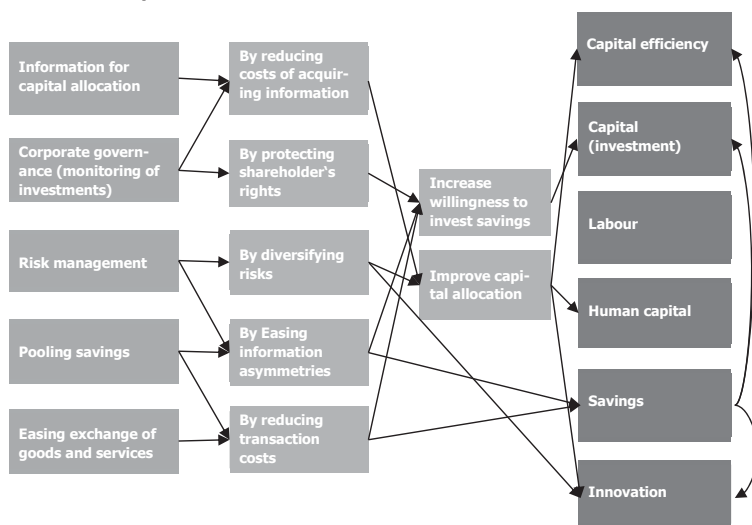 Information for
capital allocation
Corporate govern-
ance (monitoring of
investments)
Risk management
Pooling savings
Easing exchange of
goods and services
By reducing
costs of acquir-
ing information
By protecting
shareholder's
rights
By diversifying
risks
By Easing
information
asymmetries
By reducing
transaction
costs
Increase
willingness to
invest savings
Improve capi-
tal allocation
Capital efficiency
Capital
(investment)
Labour
Human capital
Savings
Innovation